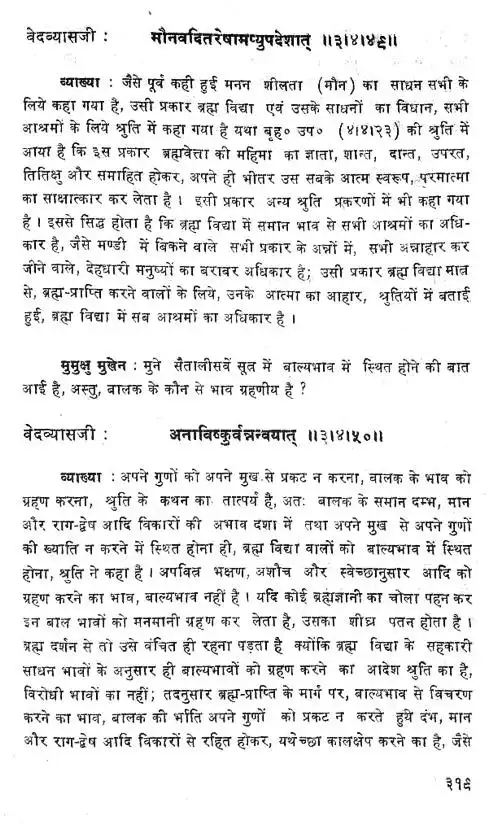 वेदव्यासजी : मौनवदितरेषामप्युपदेशात् ॥३।४।४९॥
व्याख्या : जैसे पूर्व कही हुई मनन शीलता (मौन) का साधन सभी के
लिये कहा गया है, उसी प्रकार ब्रह्म विद्या एवं उसके साधनों का विधान, सभी
आश्रमों के लिये श्रुति में कहा गया है यथा बृह० उप० (४।४।२३) की श्रुति में
आया है कि इस प्रकार ब्रह्मवेत्ता की महिमा का ज्ञाता, शान्त, दान्त, उपरत,
तितिक्षु और समाहित होकर, अपने ही भीतर उस सबके आत्म स्वरूप, परमात्मा
का साक्षात्कार कर लेता है । इसी प्रकार अन्य श्रुति प्रकरणों में भी कहा गया
है । इससे सिद्ध होता है कि ब्रह्म विद्या में समान भाव से सभी आश्रमों का अधि-
कार है, जैसे मण्डी में बिकने वाले सभी प्रकार के अन्नों में, सभी अन्नाहार कर
जीने वाले, देहधारी मनुष्यों का बराबर अधिकार है; उसी प्रकार ब्रह्म विद्या मात्र
से, ब्रह्म-प्राप्ति करने वालों के लिये, उनके आत्मा का आहार, श्रुतियों में बताई
हुई, ब्रह्म विद्या में सब आश्रमों का अधिकार है ।
मुमुक्षु मुखेन : मुने सैतालीसवें सूत्र में बाल्यभाव में स्थित होने की बात
आई है, अस्तु, बालक के कौन से भाव ग्रहणीय है ?
वेदव्यासजी : अनाविष्कुर्वन्नन्वयात् ॥३।४।५०॥
व्याख्या : अपने गुणों को अपने मुख से प्रकट न करना, बालक के भाव को
ग्रहण करना, श्रुति के कथन का तात्पर्य है, अतः बालक के समान दम्भ, मान
और राग-द्वेष आदि विकारों की अभाव दशा में तथा अपने मुख से अपने गुणों
की ख्याति न करने में स्थित होना ही, ब्रह्म विद्या वालों को बाल्यभाव में स्थित
होना, श्रुति ने कहा है । अपवित्र भक्षण, अशौच और स्वेच्छानुसार आदि को
ग्रहण करने का भाव, बाल्यभाव नहीं है । यदि कोई ब्रह्मज्ञानी का चोला पहन कर
इन बाल भावों को मनमानी ग्रहण कर लेता है, उसका शीघ्र पतन होता है ।
ब्रह्म दर्शन से तो उसे वंचित ही रहना पड़ता है क्योंकि ब्रह्म विद्या के सहकारी
साधन भावों के अनुसार ही बाल्यभावों को ग्रहण करने का आदेश श्रुति का है,
विरोधी भावों का नहीं; तदनुसार ब्रह्म-प्राप्ति के मार्ग पर, बाल्यभाव से विचरण
करने का भाव, बालक की भाँति अपने गुणों को प्रकट न करते हुये दंभ, मान
और राग-द्वेष आदि विकारों से रहित होकर, यथेच्छा कालक्षेप करने का है, जैसे
३१९